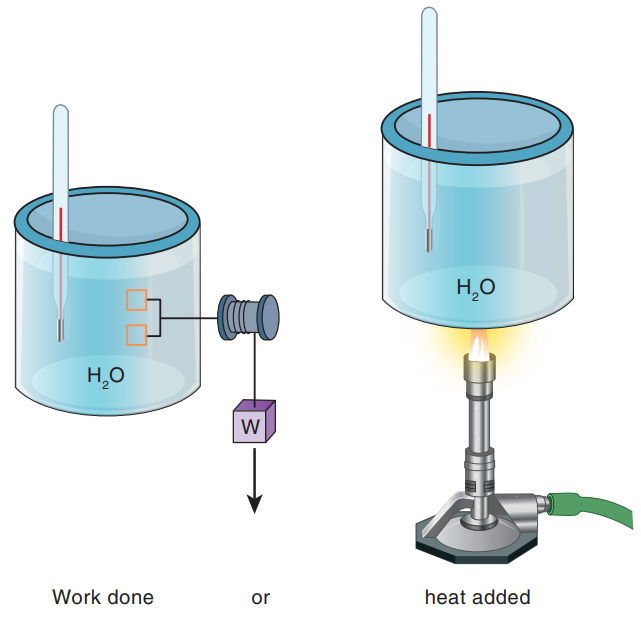 H₂O
W
H₂O
Work done
or
heat added